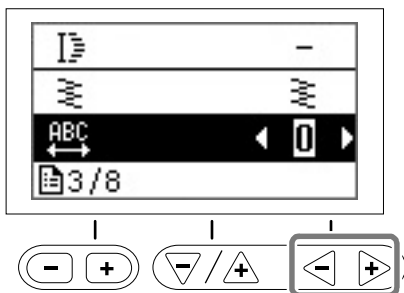 –
ABC 0
3/8
- +
- / +
- +